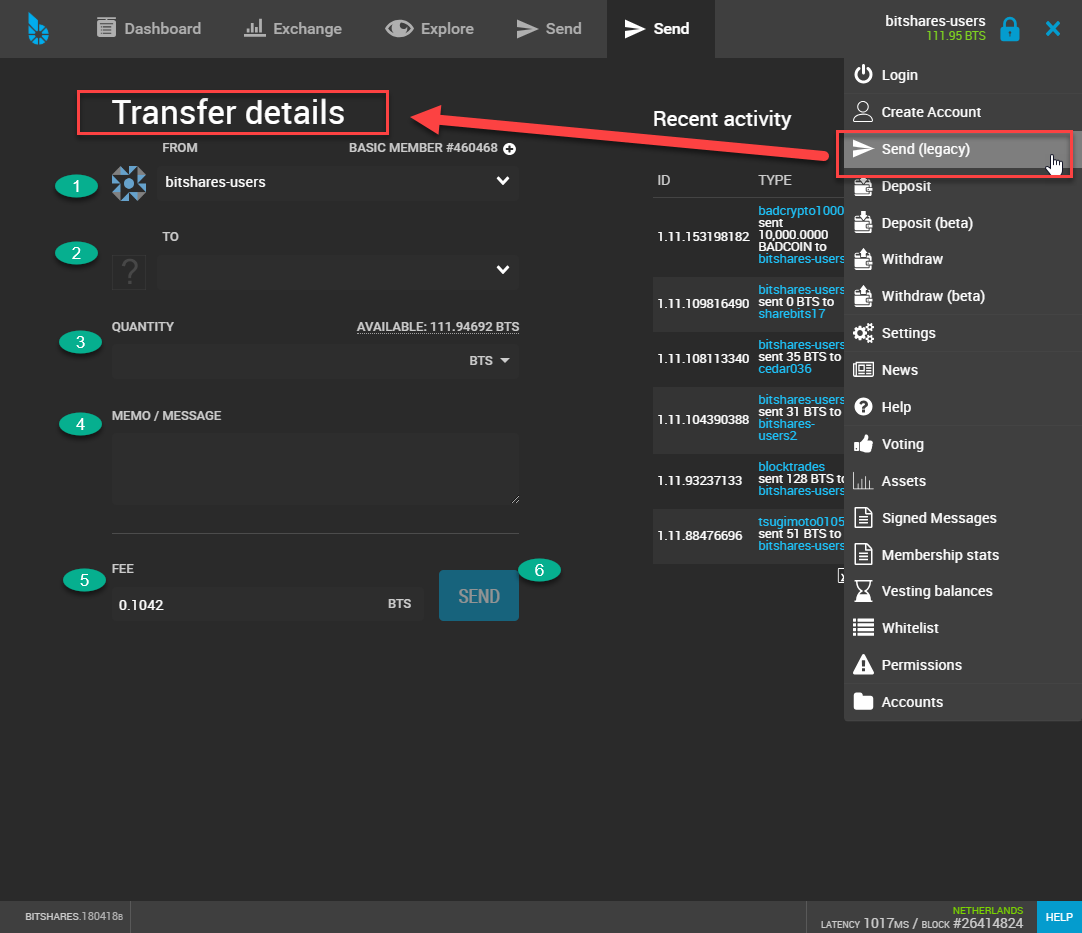 Dashboard
Exchange
Explore
Send
Send
bitshares-users
111.95 BTS
Transfer details
FROM
BASIC MEMBER #460468
1
bitshares-users
TO
2
?
QUANTITY
AVAILABLE: 111.94692 BTS
3
BTS
4
MEMO / MESSAGE
FEE
5
0.1042
BTS
SEND
6
Recent activity
ID
TYPE
1.11.153198182
badcrypto1000
sent
10,000.0000
BADCOIN to
bitshares-users
1.11.109816490
bitshares-users
sent 0 BTS to
sharebits17
1.11.108113340
bitshares-users
sent 35 BTS to
cedar036
1.11.104390388
bitshares-users
sent 31 BTS to
bitshares-
users2
1.11.93237133
blocktrades
sent 128 BTS to
bitshares-users
1.11.88476696
tsugimoto0105
sent 51 BTS to
bitshares-users
Login
Create Account
Send (legacy)
Deposit
Deposit (beta)
Withdraw
Withdraw (beta)
Settings
News
Help
Voting
Assets
Signed Messages
Membership stats
Vesting balances
Whitelist
Permissions
Accounts
BITSHARES.180418B
NETHERLANDS
LATENCY 1017MS / BLOCK #26414824
HELP